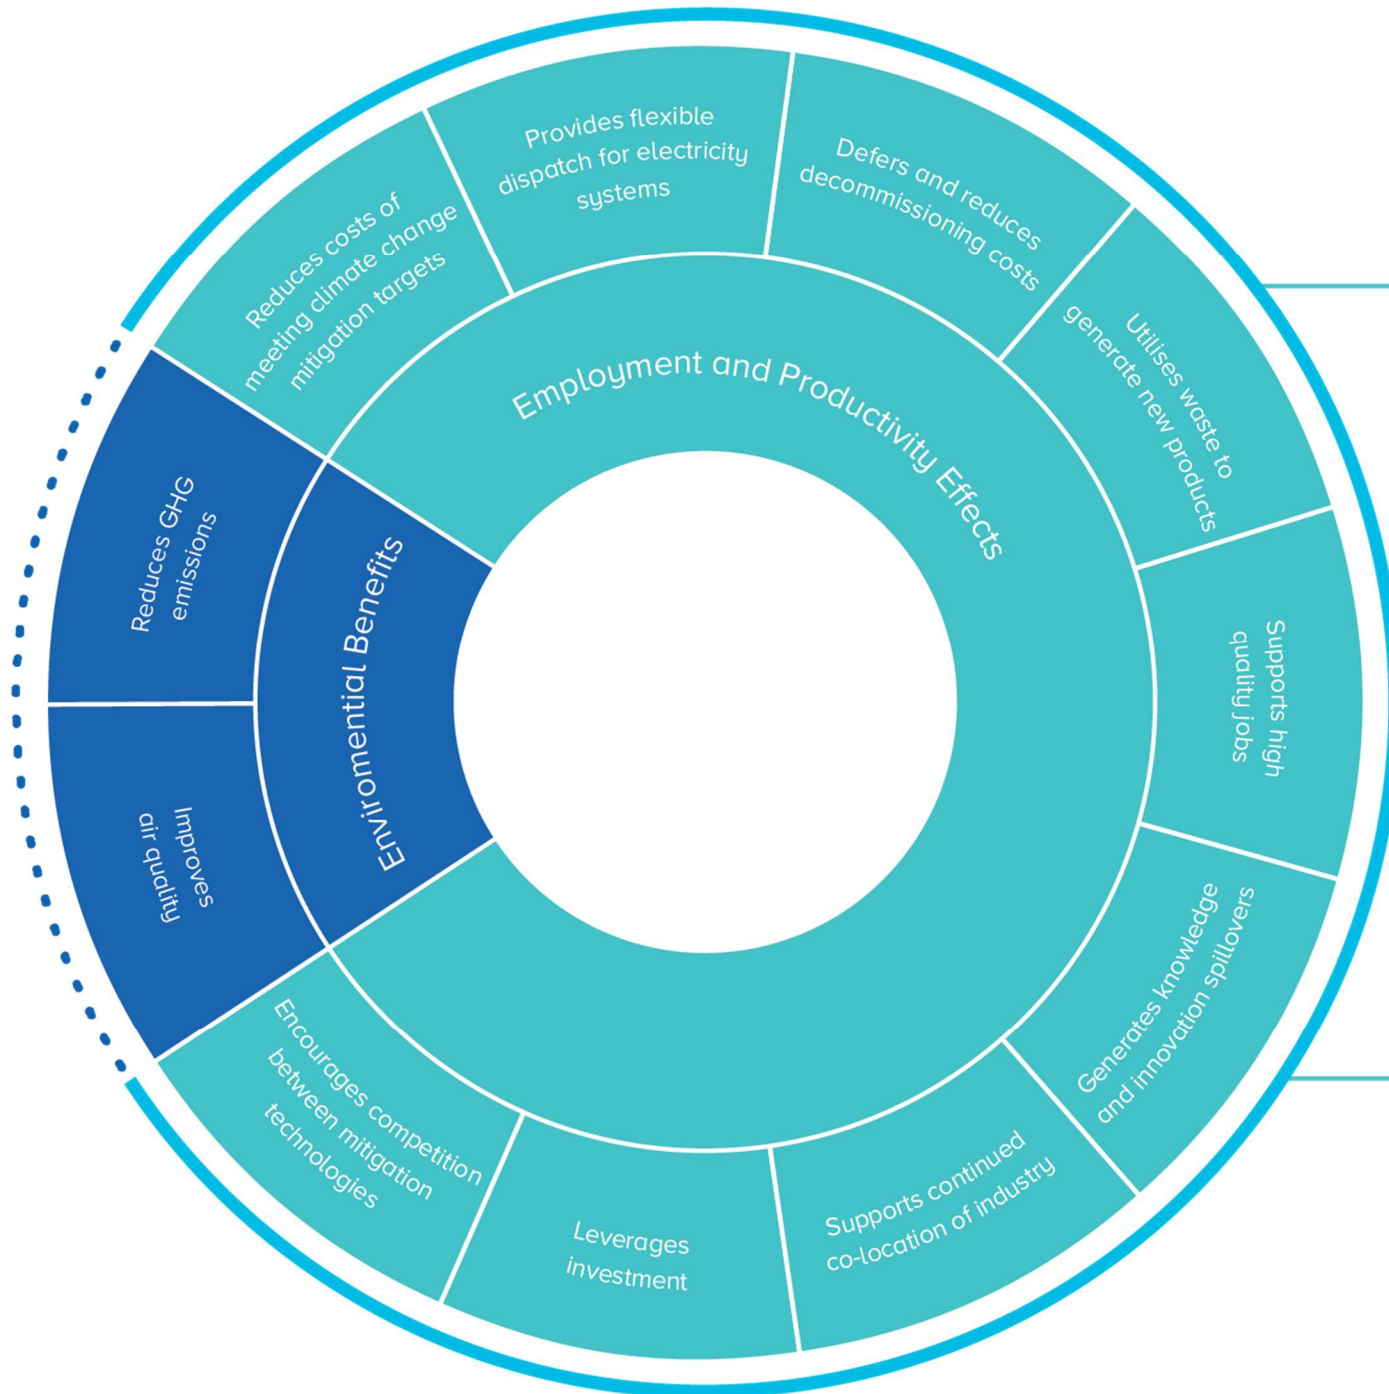 Employment and Productivity Effects
Reduces costs of
meeting climate change
mitigation targets
Provides flexible
dispatch for electricity
systems
Defers and reduces
decommissioning costs
Utilises waste to
generate new products
Supports high
quality jobs
Generates knowledge
and innovation spillovers
Supports continued
co-location of industry
Leverages
investment
Encourages competition
between mitigation
technologies
Enviromential Benefits
Improves
air quality
Reduces GHG
emissions